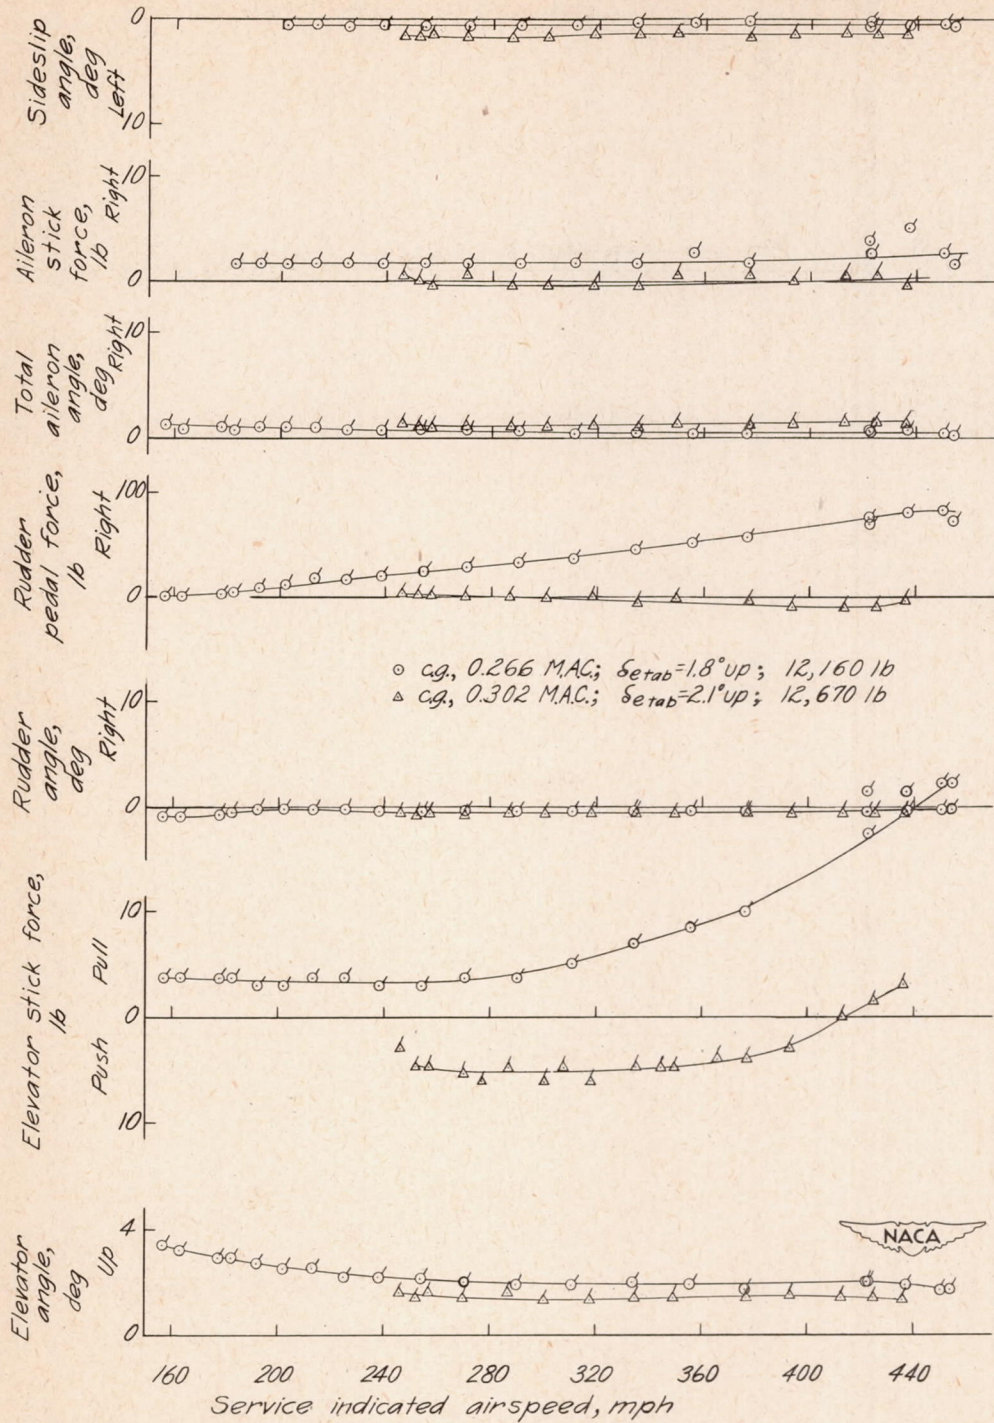 Sideslip
angle,
deg
Left
0
10
Aileron
stick
force,
lb
Right
10
0
Total
aileron
angle,
deg
Right
10
0
Rudder
pedal force,
lb
Right
100
0
⊙ c.g., 0.266 M.A.C.; δe tab=1.8° up; 12,160 lb
△ c.g., 0.302 M.A.C.; δe tab=2.1° up; 12,670 lb
Rudder
angle,
deg
Right
10
0
Elevator stick force,
lb
Pull
Push
10
0
10
Elevator
angle,
deg
Up
4
0
NACA
160 200 240 280 320 360 400 440
Service indicated airspeed, mph